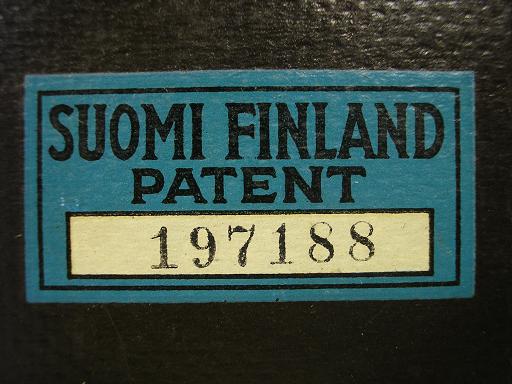 SUOMI FINLAND
PATENT
197188